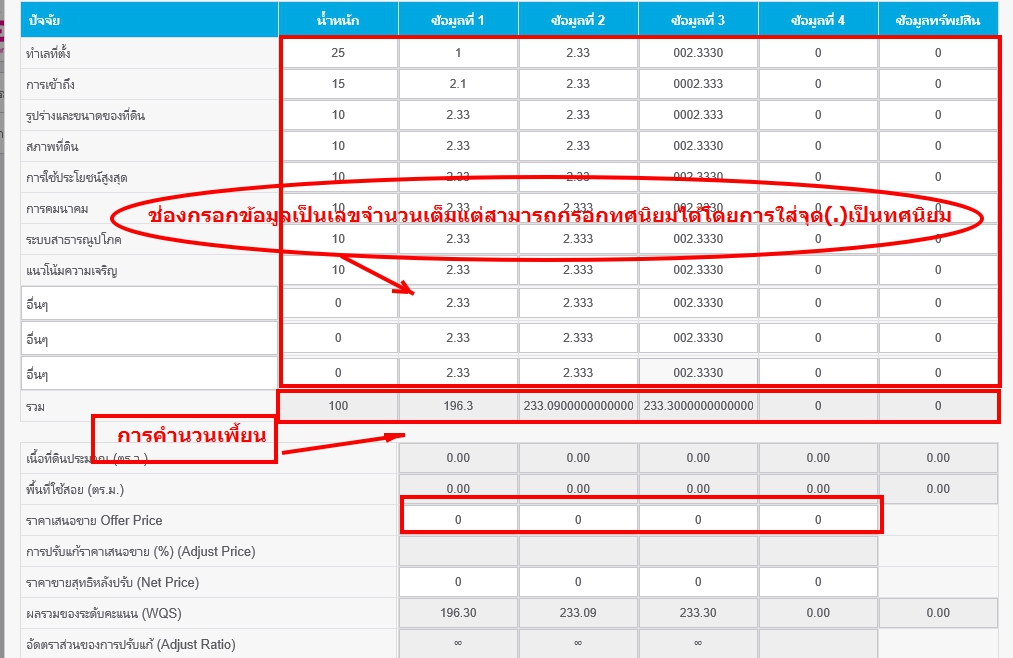 ปัจจัย น้ำหนัก ข้อมูลที่ 1 ข้อมูลที่ 2 ข้อมูลที่ 3 ข้อมูลที่ 4 ข้อมูลทรัพย์สิน
ทำเลที่ตั้ง 25 1 2.33 002.3330 0 0
การเข้าถึง 15 2.1 2.33 0002.333 0 0
รูปร่างและขนาดของที่ดิน 10 2.33 2.33 0002.333 0 0
สภาพที่ดิน 10 2.33 2.33 002.3330 0 0
การใช้ประโยชน์สูงสุด 10 2.33 2.33 002.3330 0 0
การคมนาคม 10 2.33 2.33 002.3330 0 0
ช่องกรอกข้อมูลเป็นเลขจำนวนเต็มแต่สามารถกรอกทศนิยมได้โดยการใส่จุด(.)เป็นทศนิยม
ระบบสาธารณูปโภค 10 2.33 2.33 002.3330 0 0
แนวโน้มความเจริญ 10 2.33 2.33 002.3330 0 0
อื่นๆ 0 2.33 2.333 002.3330 0 0
อื่นๆ 0 2.33 2.333 002.3330 0 0
อื่นๆ 0 2.33 2.333 002.3330 0 0
รวม 100 196.3 233.0900000000000 233.3000000000000 0 0
การคำนวนเพี้ยน
เนื้อที่ดินประมาณ (ตร.ว.) 0.00 0.00 0.00 0.00 0.00
พื้นที่ใช้สอย (ตร.ม.) 0.00 0.00 0.00 0.00 0.00
ราคาเสนอขาย Offer Price 0 0 0 0
การปรับแก้ราคาเสนอขาย (%) (Adjust Price)
ราคาขายสุทธิหลังปรับ (Net Price) 0 0 0 0
ผลรวมของระดับคะแนน (WQS) 196.30 233.09 233.30 0.00 0.00
อัตราส่วนของการปรับแก้ (Adjust Ratio) ∞ ∞ ∞